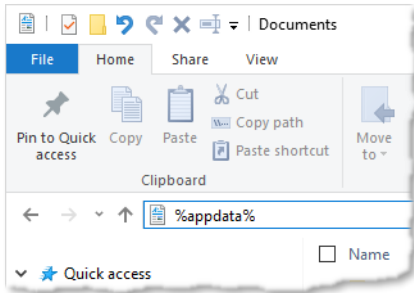 Documents
File Home Share View
Pin to Quick access
Copy
Paste
Cut
Copy path
Paste shortcut
Move to
Clipboard
%appdata%
Name
Quick access